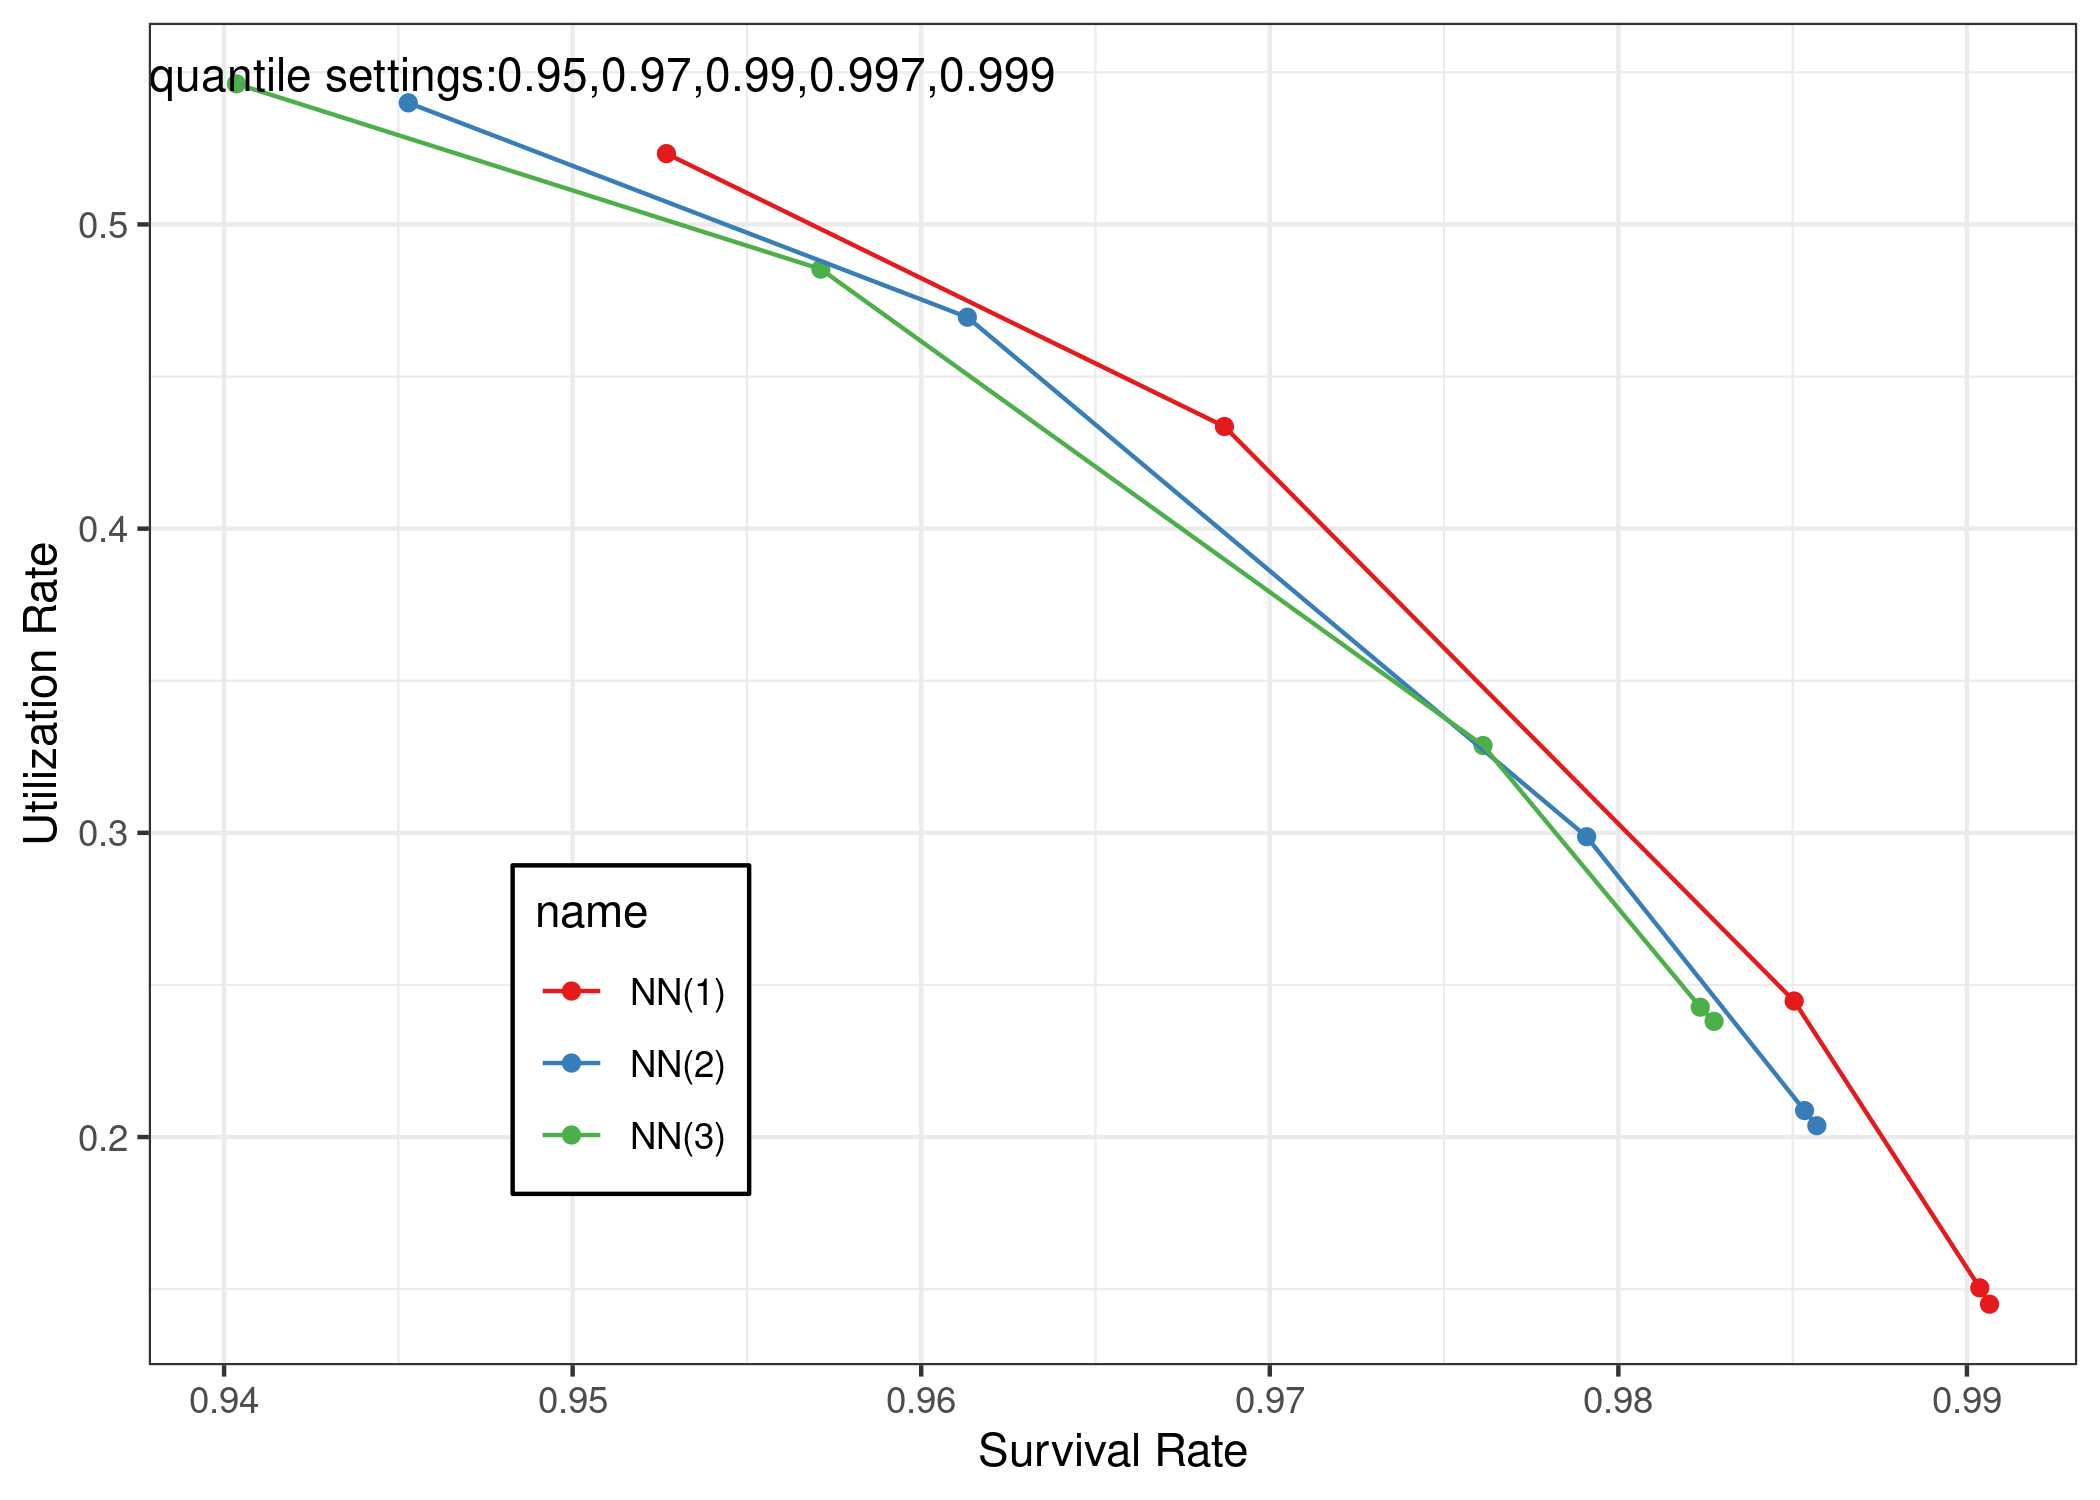 quantile settings:0.95,0.97,0.99,0.997,0.999
0.5
0.4
0.3
0.2
Utilization Rate
name
NN(1)
NN(2)
NN(3)
0.94 0.95 0.96 0.97 0.98 0.99
Survival Rate